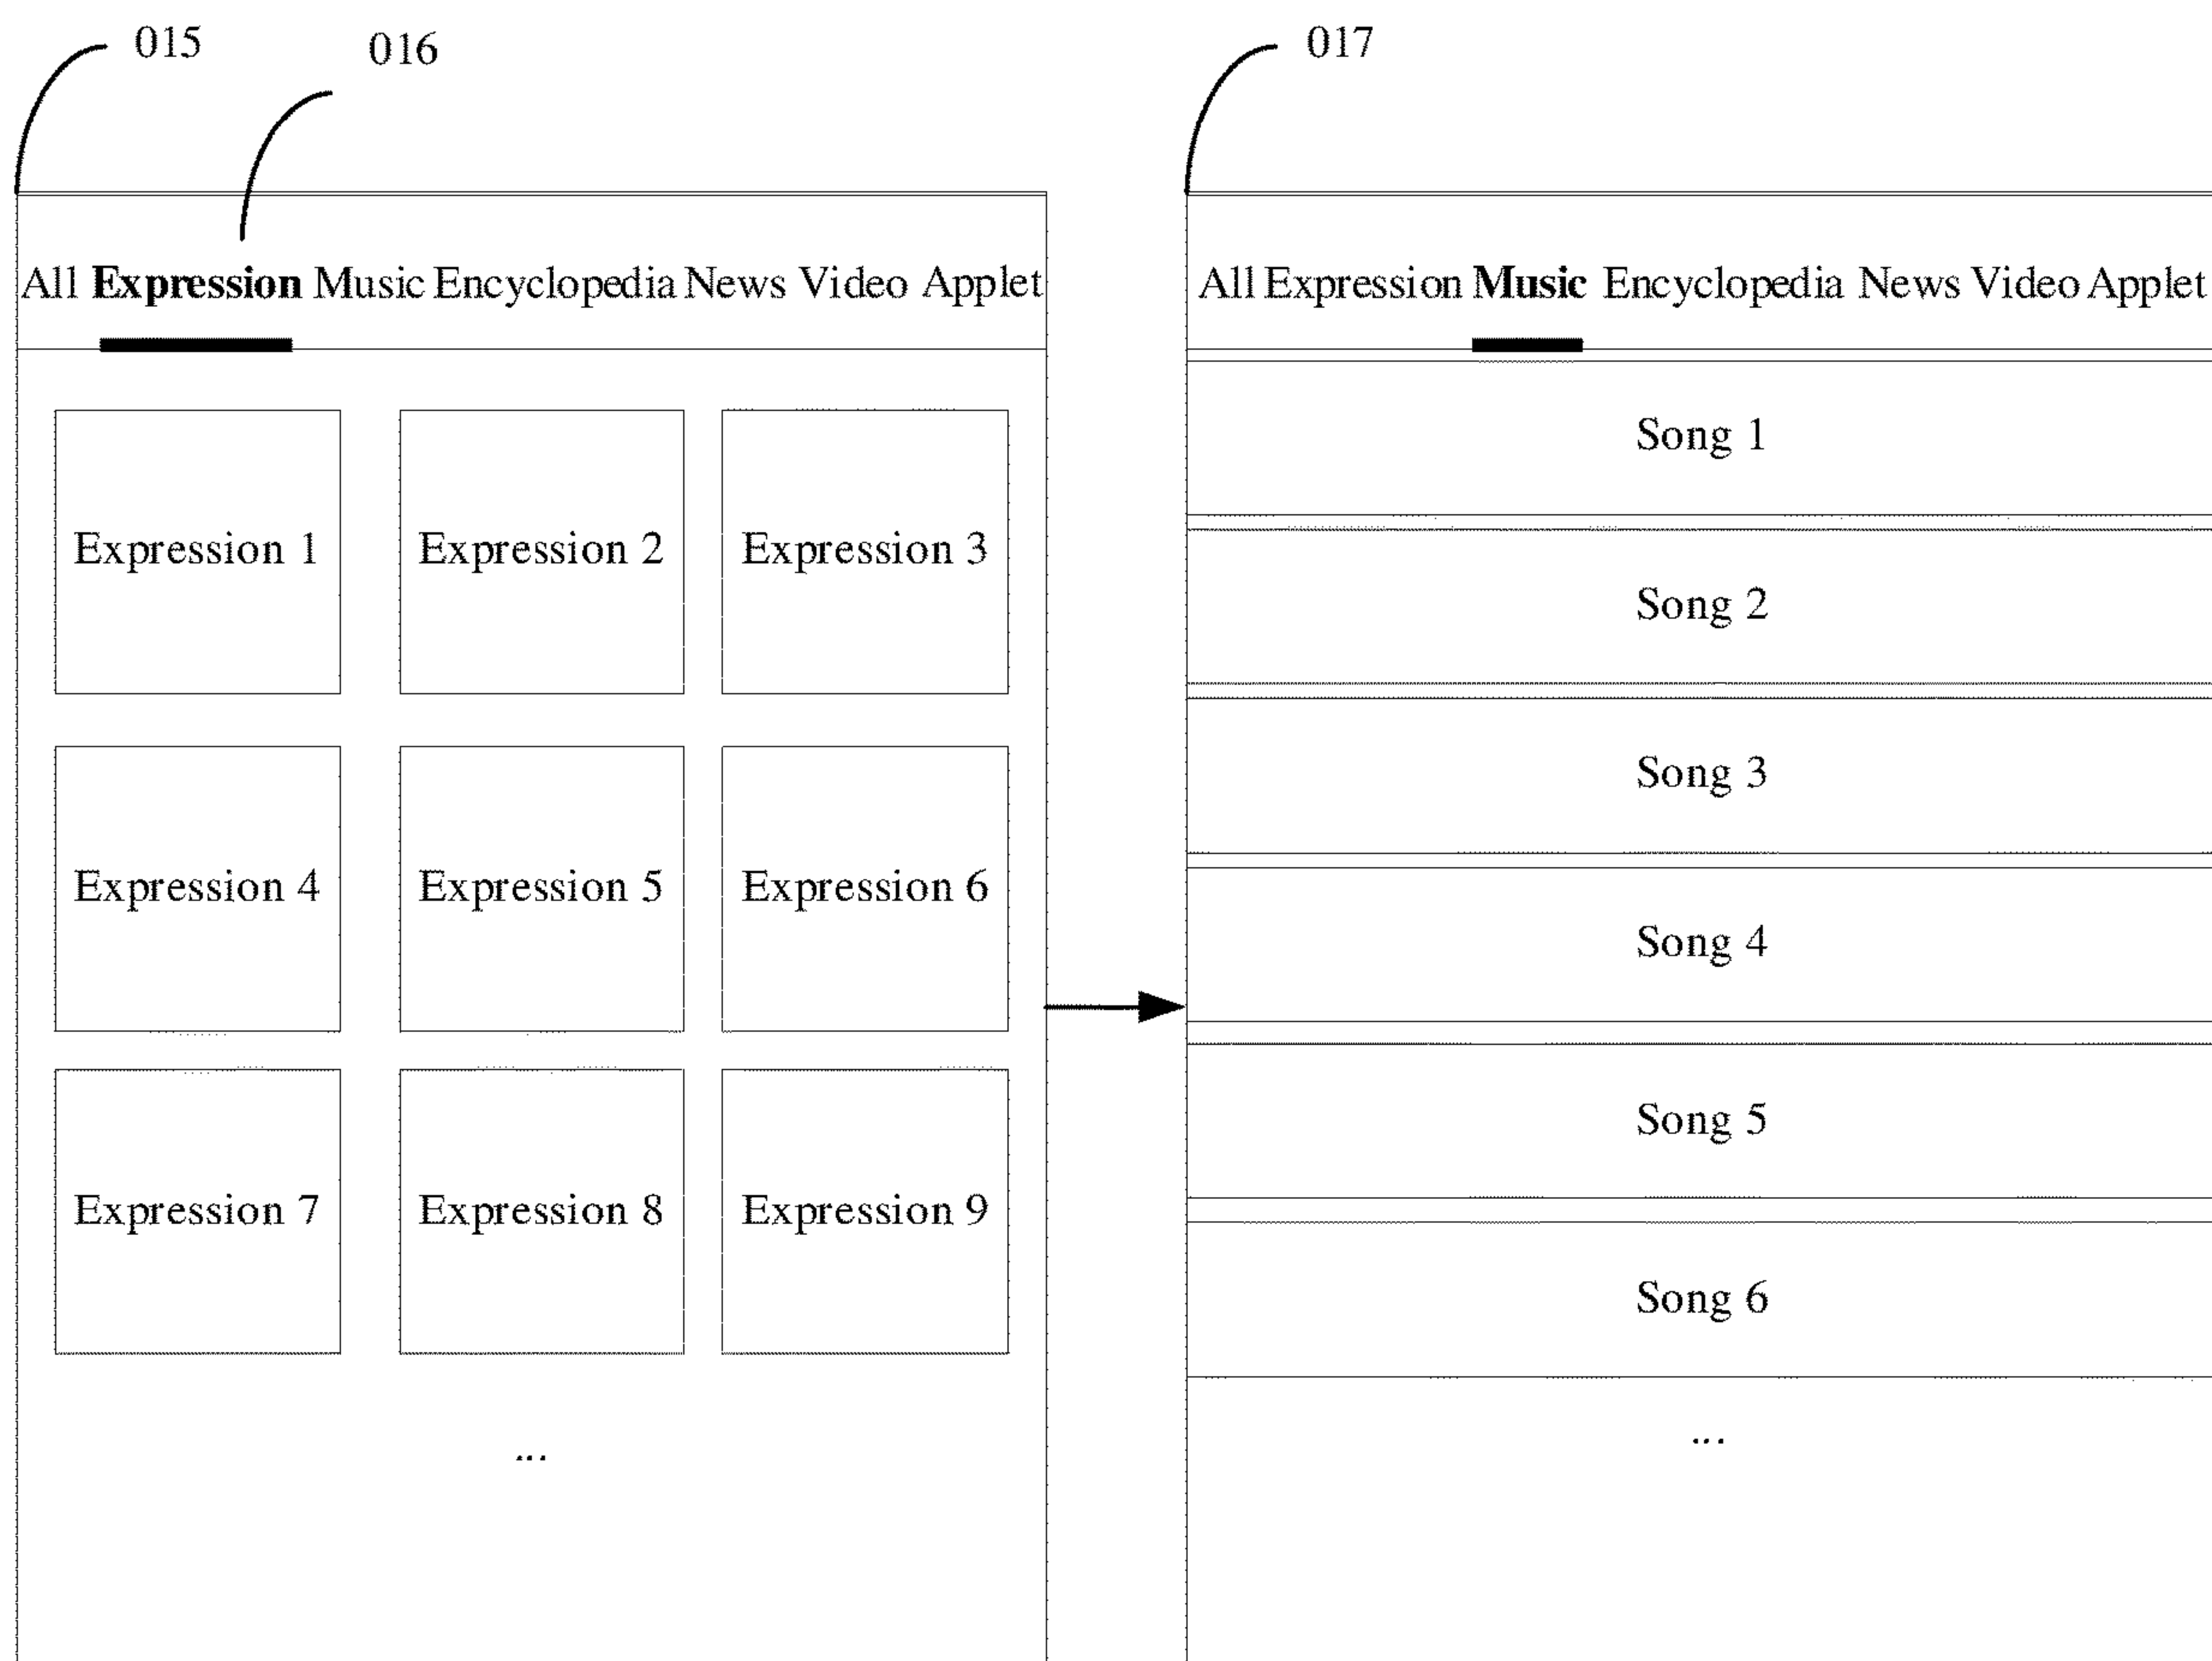 015
016
017
All Expression Music Encyclopedia News Video Applet
Expression 1 Expression 2 Expression 3
Expression 4 Expression 5 Expression 6
Expression 7 Expression 8 Expression 9
...
All Expression Music Encyclopedia News Video Applet
Song 1
Song 2
Song 3
Song 4
Song 5
Song 6
...